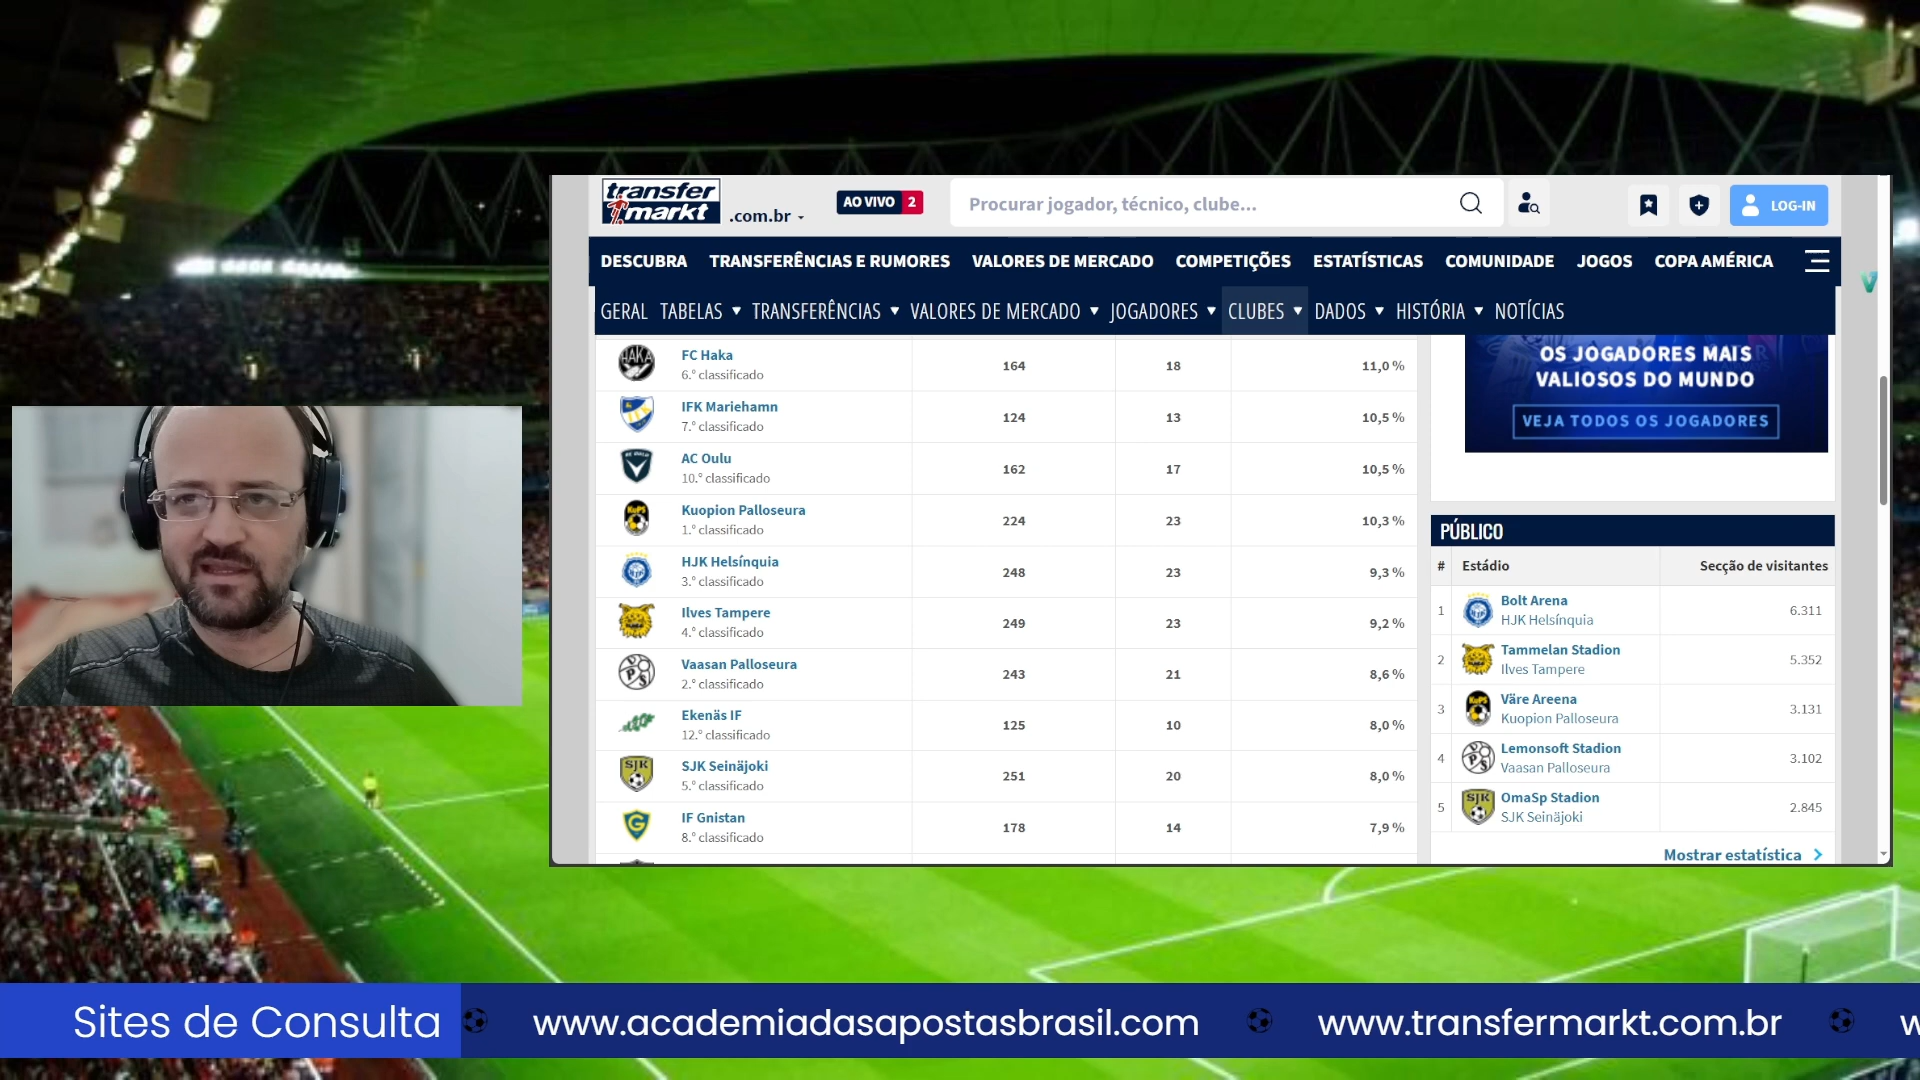 transfer
markt .com.br
AO VIVO 2
Procurar jogador, técnico, clube...
LOG-IN
DESCUBRA TRANSFERÊNCIAS E RUMORES VALORES DE MERCADO COMPETIÇÕES ESTATÍSTICAS COMUNIDADE JOGOS COPA AMÉRICA
GERAL TABELAS TRANSFERÊNCIAS VALORES DE MERCADO JOGADORES CLUBES DADOS HISTÓRIA NOTÍCIAS
HAKA
FC Haka
6.º classificado
164 18 11,0 %
IFK Mariehamn
7.º classificado
124 13 10,5 %
AC Oulu
10.º classificado
162 17 10,5 %
Kuopion Palloseura
1.º classificado
224 23 10,3 %
HJK Helsínquia
3.º classificado
248 23 9,3 %
Ilves Tampere
4.º classificado
249 23 9,2 %
Vaasan Palloseura
2.º classificado
243 21 8,6 %
Ekenäs IF
12.º classificado
125 10 8,0 %
SJK
SJK Seinäjoki
5.º classificado
251 20 8,0 %
IF Gnistan
8.º classificado
178 14 7,9 %
OS JOGADORES MAIS
VALIOSOS DO MUNDO
VEJA TODOS OS JOGADORES
PÚBLICO
# Estádio Secção de visitantes
1 Bolt Arena
HJK Helsínquia
6.311
2 Tammelan Stadion
Ilves Tampere
5.352
3 Väre Areena
Kuopion Palloseura
3.131
4 Lemonsoft Stadion
Vaasan Palloseura
3.102
5 OmaSp Stadion
SJK Seinäjoki
2.845
Mostrar estatística
Sites de Consulta www.academiadasapostasbrasil.com www.transfermarkt.com.br w